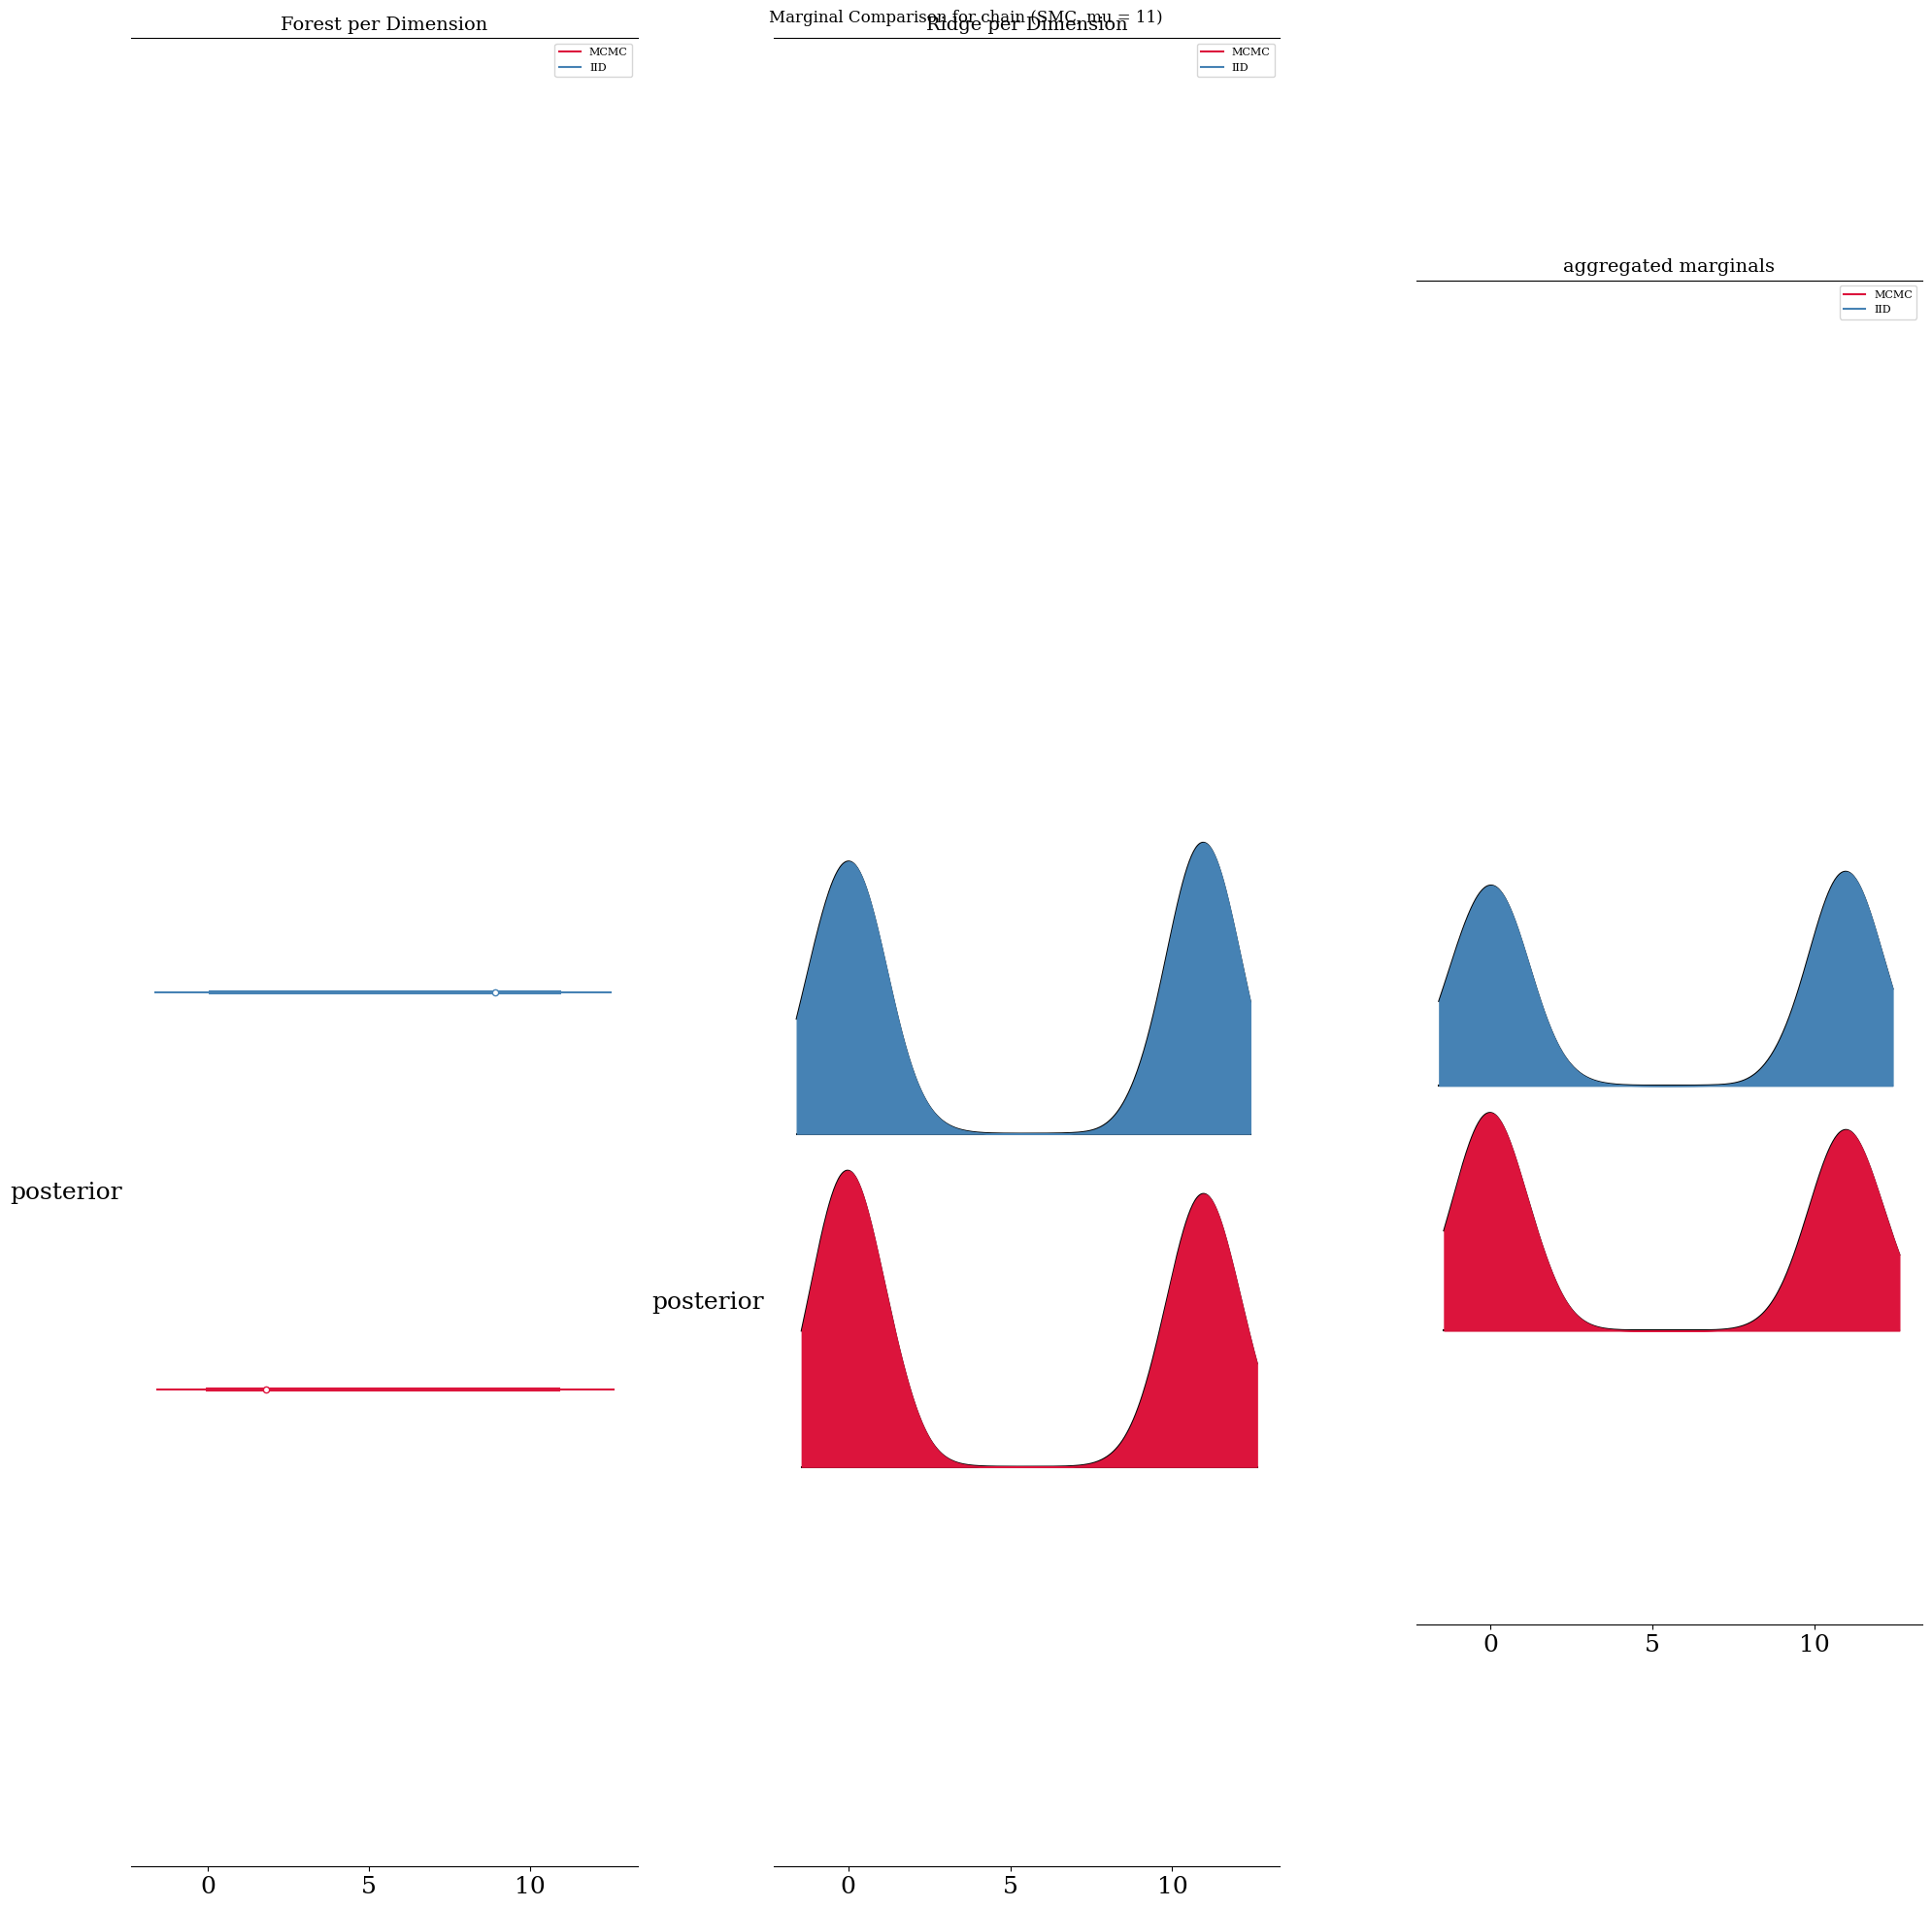 Marginal Comparison for chain (SMC, mu = 11)
Forest per Dimension
MCMC
IID
posterior
0 5 10
Ridge per Dimension
MCMC
IID
posterior
0 5 10
aggregated marginals
MCMC
IID
0 5 10